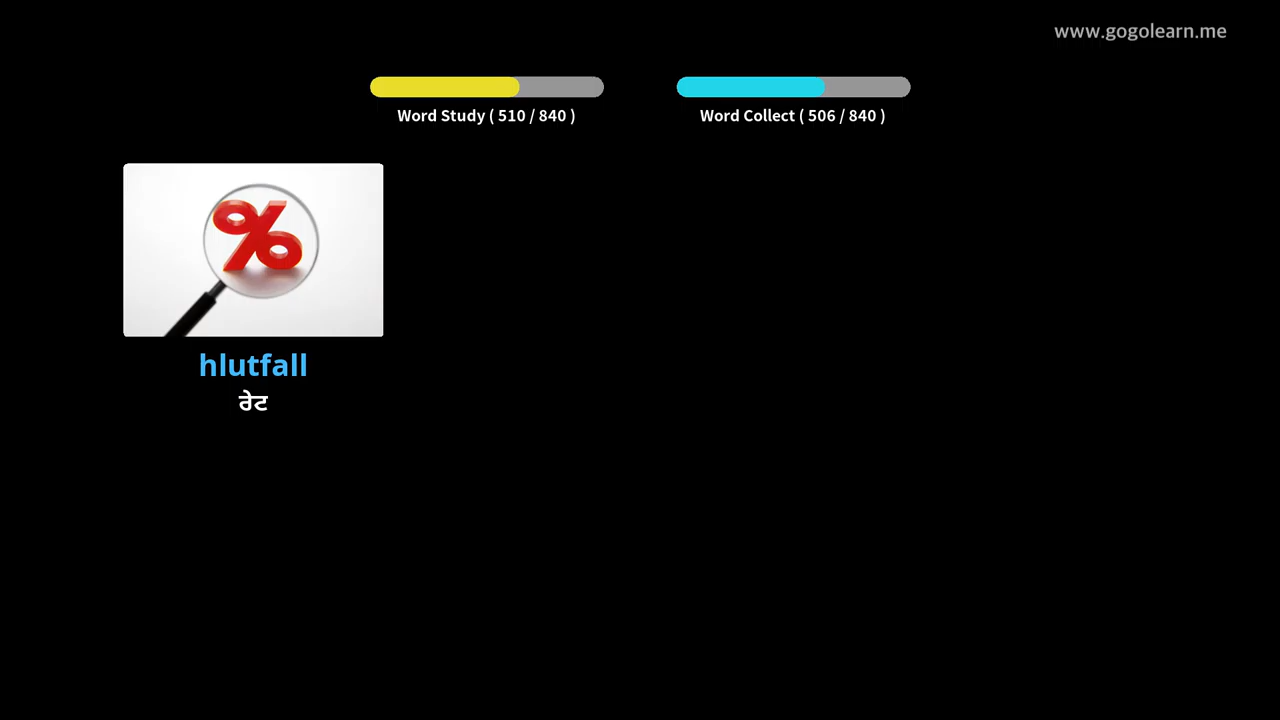 www.gogolearn.me
Word Study ( 510 / 840 )
Word Collect ( 506 / 840 )
%
hlutfall
ਰੇਟ